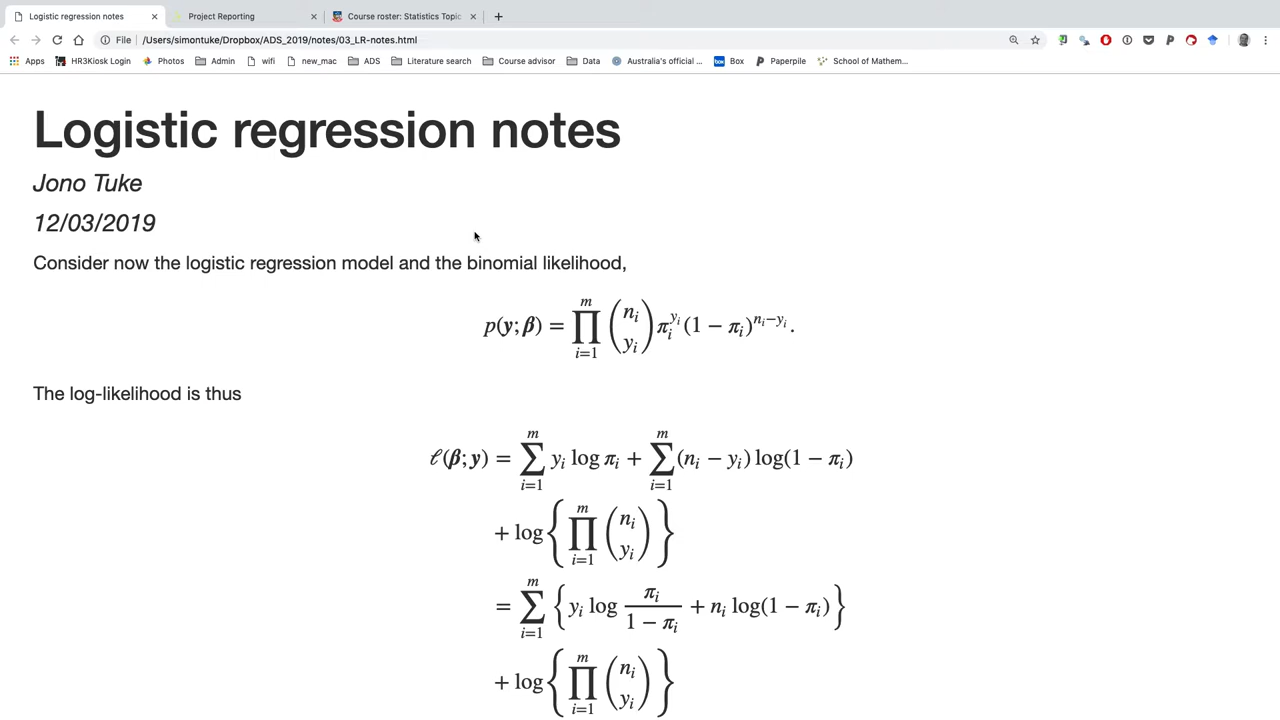 Logistic regression notes
Project Reporting
Course roster: Statistics Topic
File | /Users/simontuke/Dropbox/ADS_2019/notes/03_LR-notes.html
Apps HR3Kiosk Login Photos Admin wifi new_mac ADS Literature search Course advisor Data Australia's official ... Box Paperpile School of Mathem...
Logistic regression notes
Jono Tuke
12/03/2019
Consider now the logistic regression model and the binomial likelihood,
p(y; β) = ∏_{i=1}^{m} (n_i y_i) π_i^{y_i} (1 − π_i)^{n_i−y_i}.
The log-likelihood is thus
ℓ(β; y) = ∑_{i=1}^{m} y_i log π_i + ∑_{i=1}^{m} (n_i − y_i) log(1 − π_i)
+ log { ∏_{i=1}^{m} (n_i y_i) }
= ∑_{i=1}^{m} { y_i log π_i / (1 − π_i) + n_i log(1 − π_i) }
+ log { ∏_{i=1}^{m} (n_i y_i) }